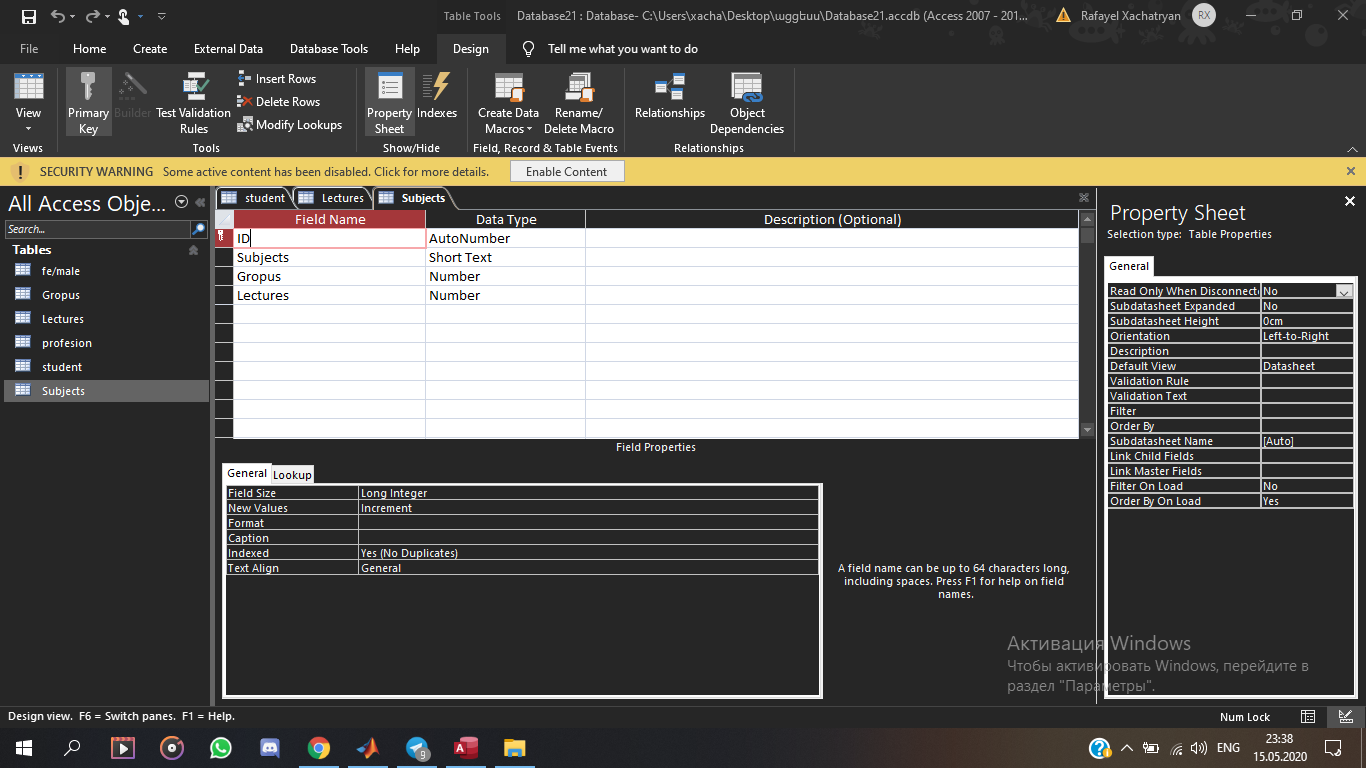 Table Tools
Database21 : Database- C:\Users\xacha\Desktop\աggեաս\Database21.accdb (Access 2007 - 201...
Rafayel Xachatryan
RX
File
Home
Create
External Data
Database Tools
Help
Design
Tell me what you want to do
View
Primary Key
Builder
Test Validation Rules
Insert Rows
Delete Rows
Modify Lookups
Property Sheet
Indexes
Create Data Macros
Rename/ Delete Macro
Relationships
Object Dependencies
Views
Tools
Show/Hide
Field, Record & Table Events
Relationships
SECURITY WARNING Some active content has been disabled. Click for more details.
Enable Content
All Access Obje...
Search...
Tables
fe/male
Gropus
Lectures
profesion
student
Subjects
student
Lectures
Subjects
Field Name Data Type Description (Optional)
ID AutoNumber
Subjects Short Text
Gropus Number
Lectures Number
Field Properties
General Lookup
Field Size Long Integer
New Values Increment
Format
Caption
Indexed Yes (No Duplicates)
Text Align General
A field name can be up to 64 characters long,
including spaces. Press F1 for help on field
names.
Property Sheet
Selection type: Table Properties
General
Read Only When Disconnect No
Subdatasheet Expanded No
Subdatasheet Height 0cm
Orientation Left-to-Right
Description
Default View Datasheet
Validation Rule
Validation Text
Filter
Order By
Subdatasheet Name [Auto]
Link Child Fields
Link Master Fields
Filter On Load No
Order By On Load Yes
Активация Windows
Чтобы активировать Windows, перейдите в
раздел "Параметры".
Design view. F6 = Switch panes. F1 = Help.
Num Lock
9
ENG
23:38
15.05.2020